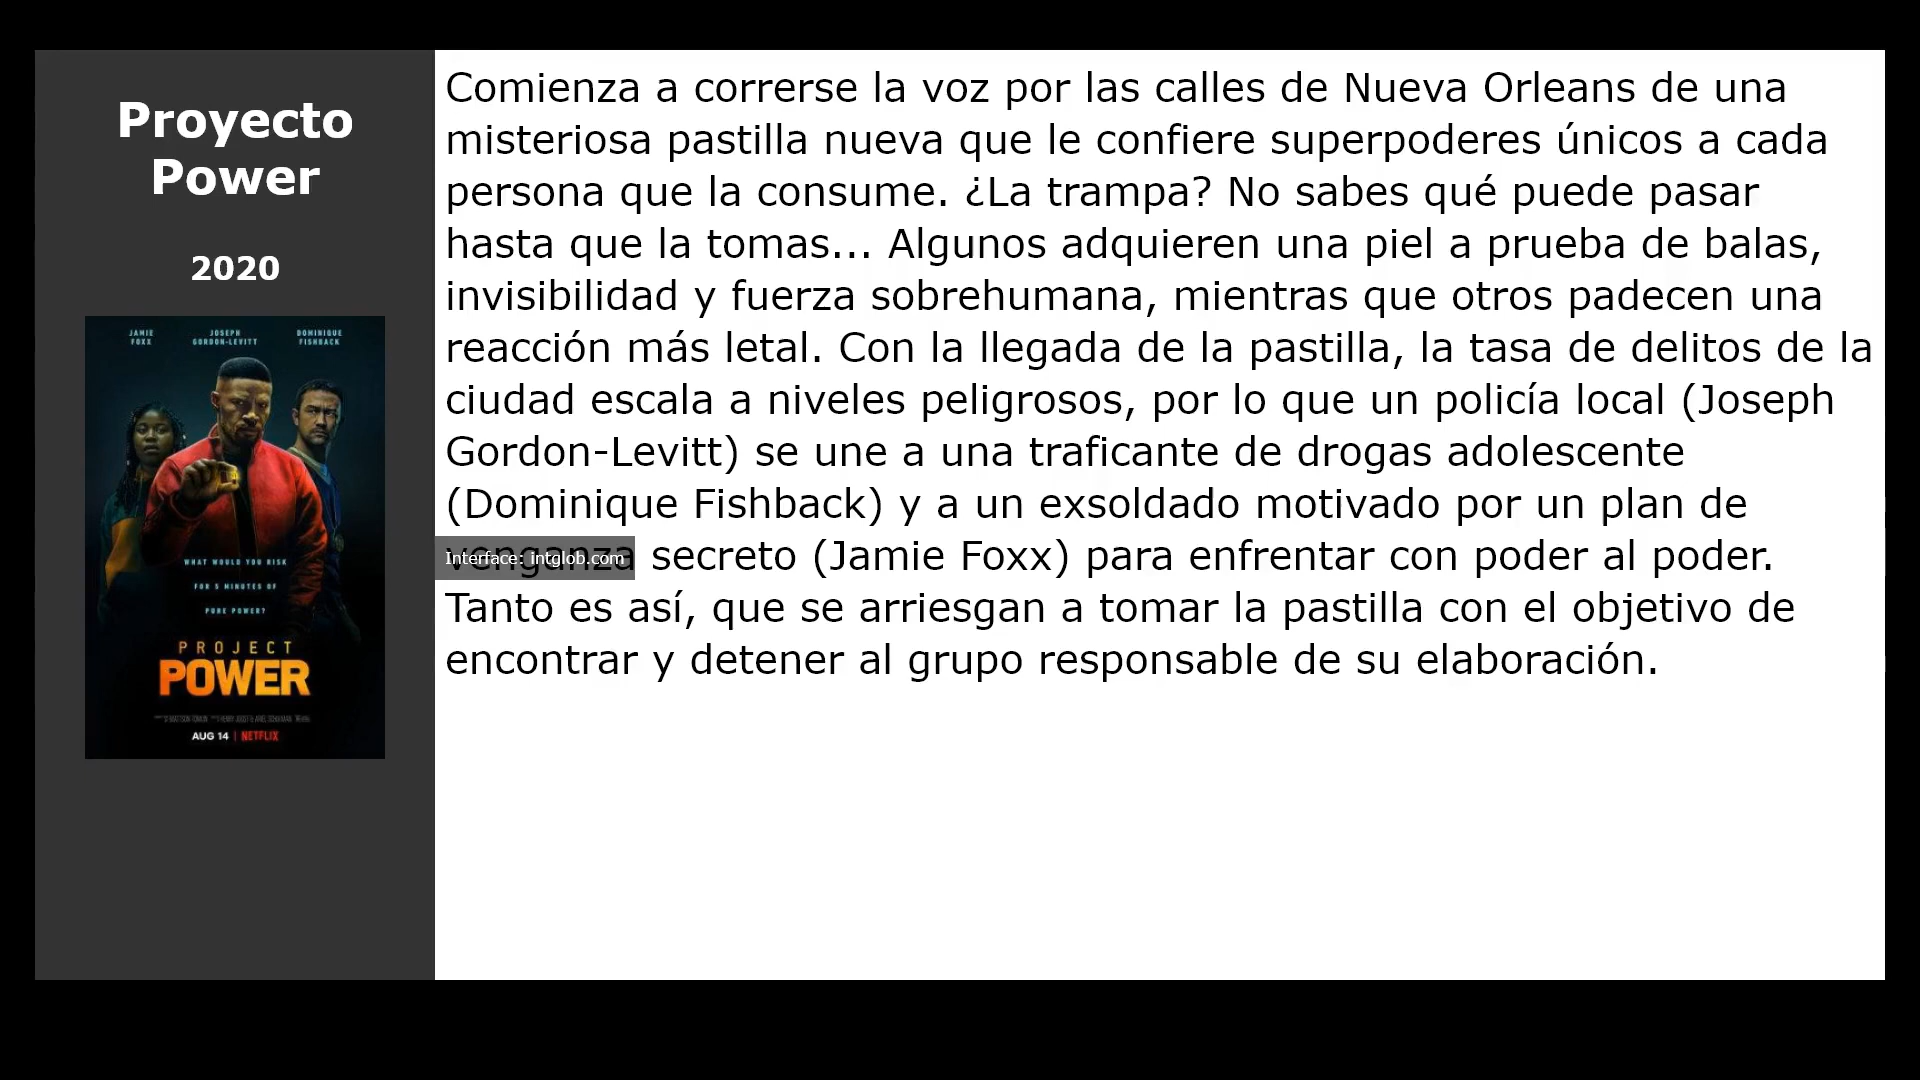 Proyecto
Power
2020
JAMIE
FOXX
JOSEPH
GORDON-LEVITT
DOMINIQUE
FISHBACK
WHAT WOULD YOU RISK
FOR 5 MINUTES OF
PURE POWER?
PROJECT
POWER
AUG 14 | NETFLIX
Comienza a correrse la voz por las calles de Nueva Orleans de una
misteriosa pastilla nueva que le confiere superpoderes únicos a cada
persona que la consume. ¿La trampa? No sabes qué puede pasar
hasta que la tomas... Algunos adquieren una piel a prueba de balas,
invisibilidad y fuerza sobrehumana, mientras que otros padecen una
reacción más letal. Con la llegada de la pastilla, la tasa de delitos de la
ciudad escala a niveles peligrosos, por lo que un policía local (Joseph
Gordon-Levitt) se une a una traficante de drogas adolescente
(Dominique Fishback) y a un exsoldado motivado por un plan de
venganza secreto (Jamie Foxx) para enfrentar con poder al poder.
Interface: intglob.com
Tanto es así, que se arriesgan a tomar la pastilla con el objetivo de
encontrar y detener al grupo responsable de su elaboración.